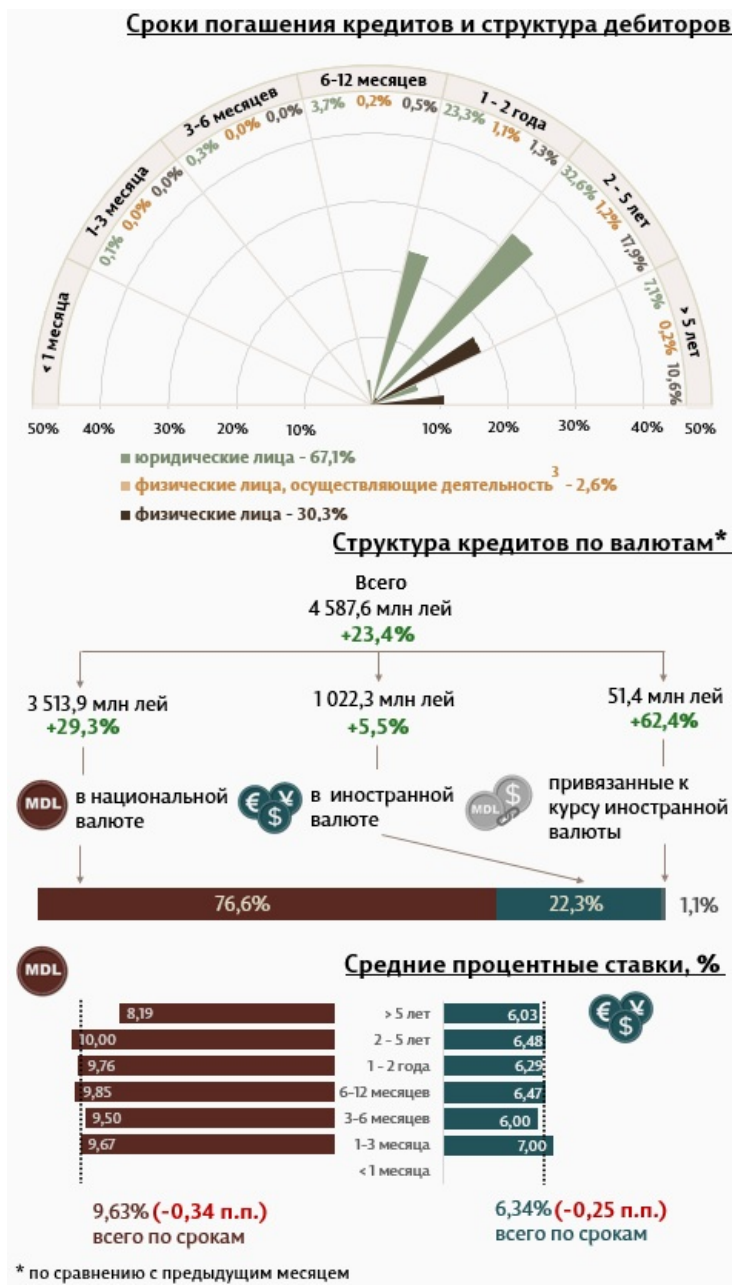 Сроки погашения кредитов и структура дебиторов
< 1 месяца
1-3 месяца
3-6 месяцев
6-12 месяцев
1 - 2 года
2 - 5 лет
> 5 лет
0,1% 0,0% 0,0%
0,3% 0,0% 0,0%
3,7% 0,2% 0,5%
23,3% 1,1% 1,3%
32,6% 1,2% 17,9%
7,1% 0,2% 10,6%
50% 40% 30% 20% 10% 10% 20% 30% 40% 50%
юридические лица - 67,1%
физические лица, осуществляющие деятельность3 - 2,6%
физические лица - 30,3%
Структура кредитов по валютам*
Всего
4 587,6 млн лей
+23,4%
3 513,9 млн лей
+29,3%
1 022,3 млн лей
+5,5%
51,4 млн лей
+62,4%
MDL
в национальной
валюте
€ ¥ $
в иностранной
валюте
MDL $
привязанные к
курсу иностранной
валюты
76,6% 22,3% 1,1%
MDL
Средние процентные ставки, %
€ ¥ $
8,19 > 5 лет 6,03
10,00 2 - 5 лет 6,48
9,76 1 - 2 года 6,29
9,85 6-12 месяцев 6,47
9,50 3-6 месяцев 6,00
9,67 1-3 месяца 7,00
< 1 месяца
9,63% (-0,34 п.п.)
всего по срокам
6,34% (-0,25 п.п.)
всего по срокам
* по сравнению с предыдущим месяцем